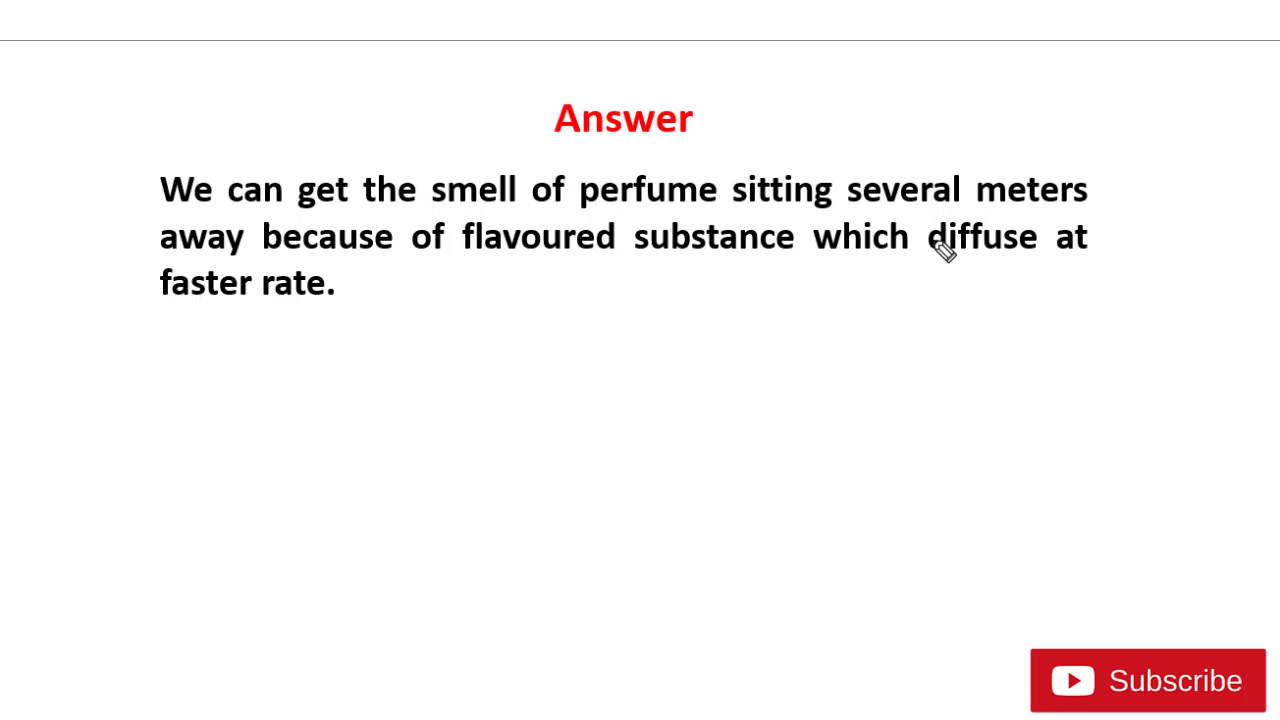 Answer
We can get the smell of perfume sitting several meters
away because of flavoured substance which diffuse at
faster rate.
Subscribe